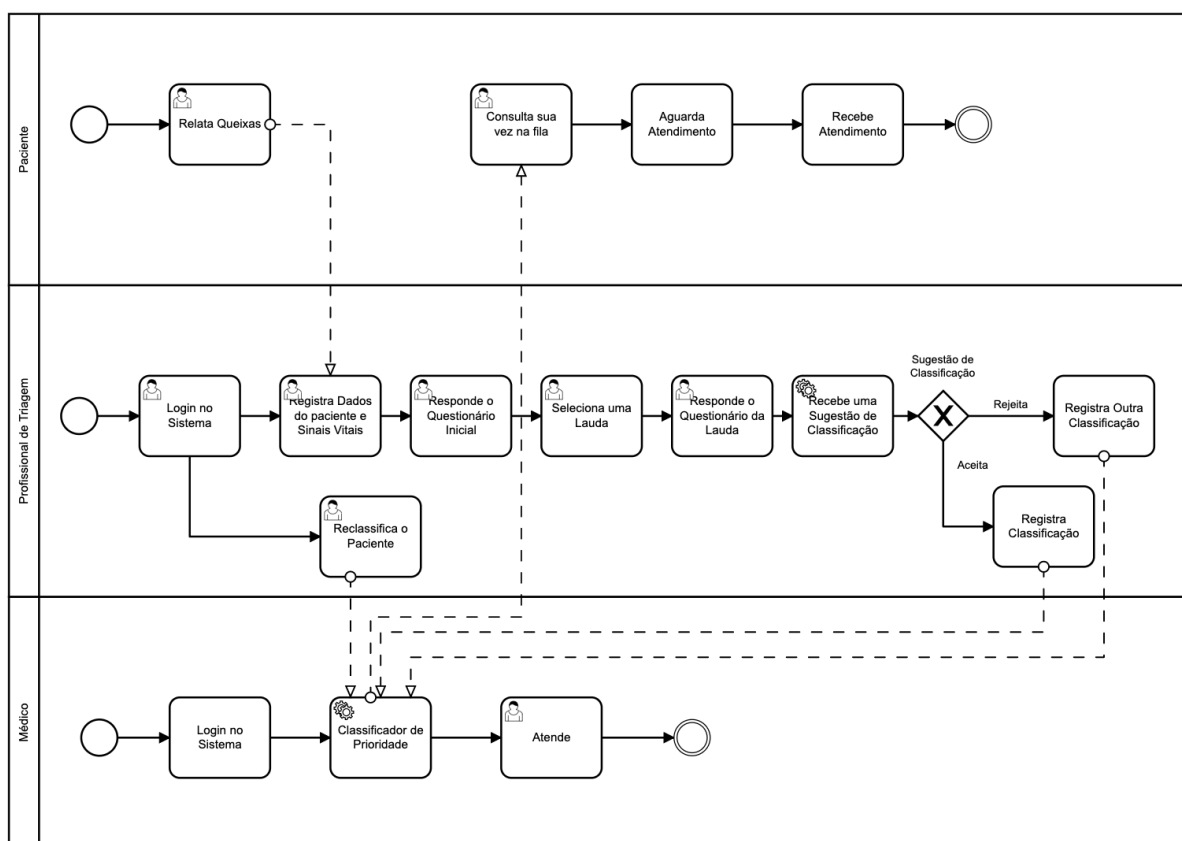 Paciente
Relata Queixas
Consulta sua
vez na fila
Aguarda
Atendimento
Recebe
Atendimento
Profissional de Triagem
Login no
Sistema
Registra Dados
do paciente e
Sinais Vitais
Responde o
Questionário
Inicial
Seleciona uma
Lauda
Responde o
Questionário da
Lauda
Recebe uma
Sugestão de
Classificação
Sugestão de
Classificação
Rejeita
Registra Outra
Classificação
Aceita
Registra
Classificação
Reclassifica o
Paciente
Médico
Login no
Sistema
Classificador de
Prioridade
Atende